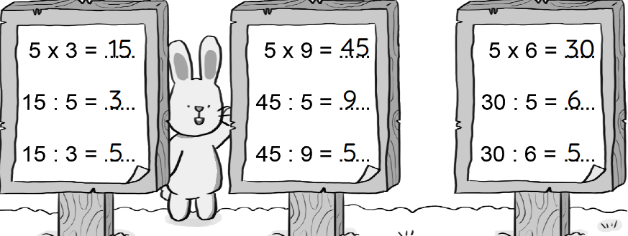 5 x 3 = 15
15 : 5 = 3
15 : 3 = 5
5 x 9 = 45
45 : 5 = 9
45 : 9 = 5
5 x 6 = 30
30 : 5 = 6
30 : 6 = 5